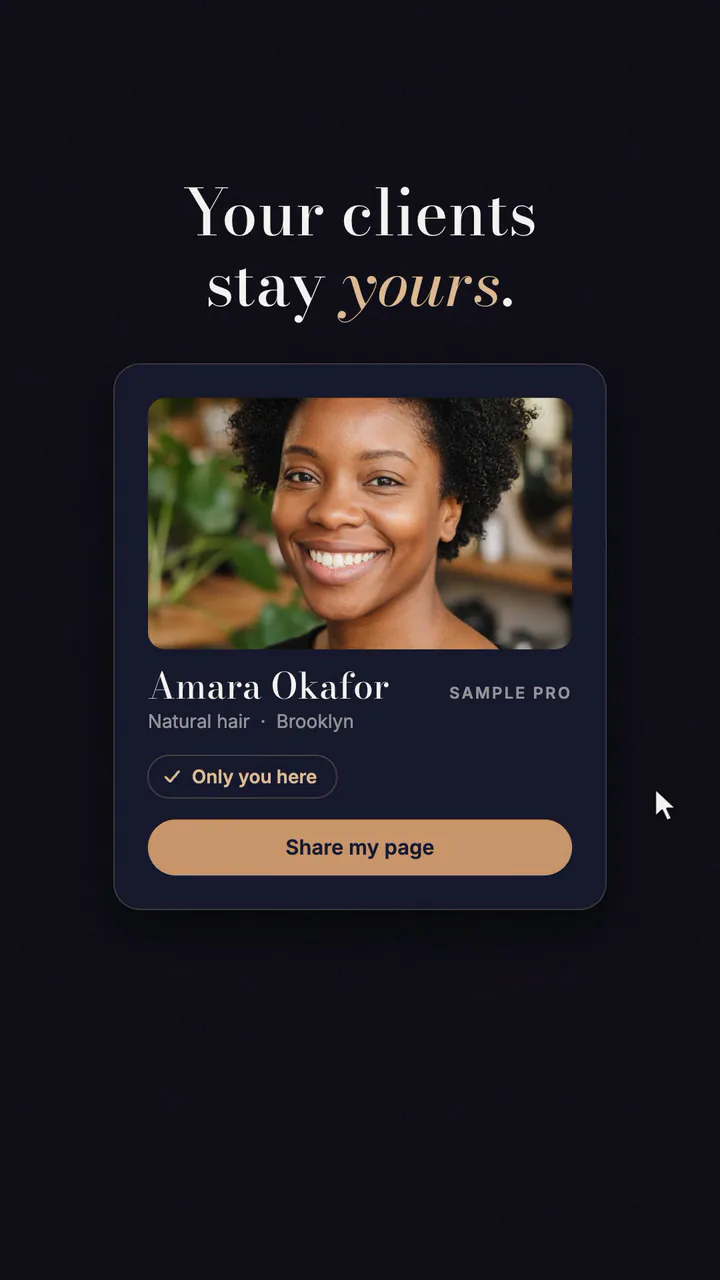 Your clients
stay yours.
Amara Okafor
SAMPLE PRO
Natural hair · Brooklyn
✓ Only you here
Share my page